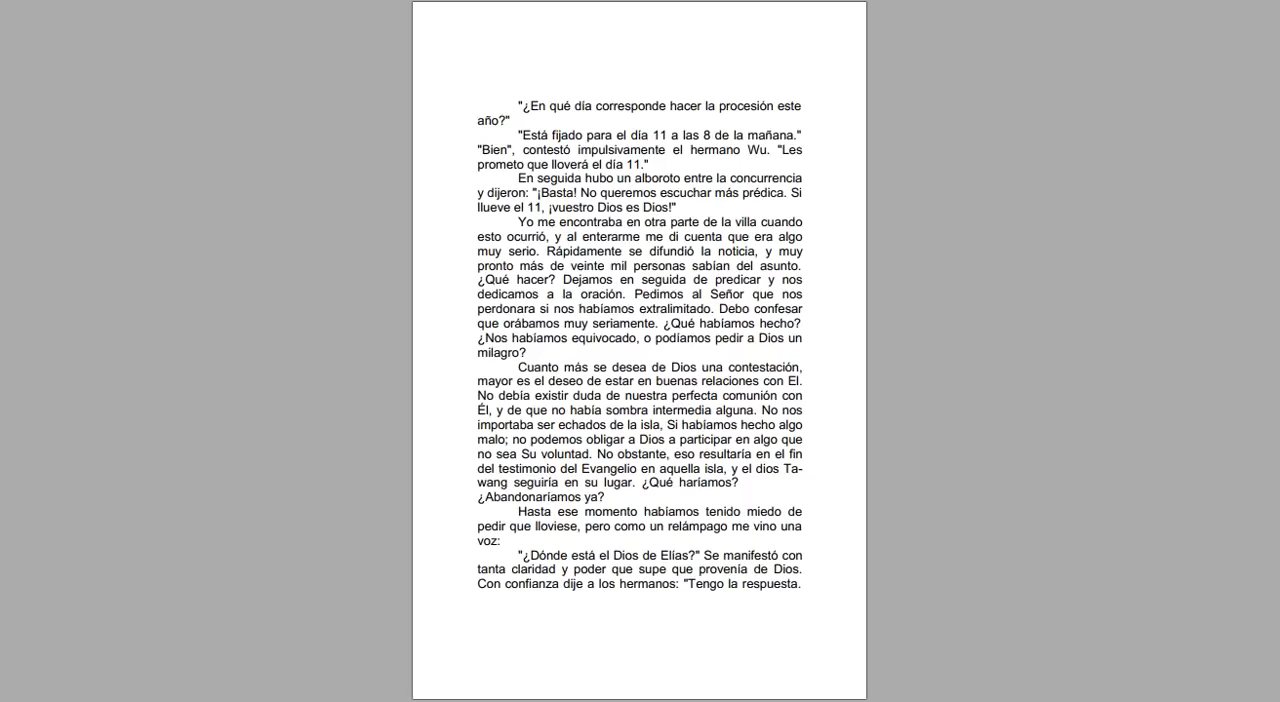 "¿En qué día corresponde hacer la procesión este
año?"
"Está fijado para el día 11 a las 8 de la mañana."
"Bien", contestó impulsivamente el hermano Wu. "Les
prometo que lloverá el día 11."
En seguida hubo un alboroto entre la concurrencia
y dijeron: "¡Basta! No queremos escuchar más prédica. Si
llueve el 11, ¡vuestro Dios es Dios!"
Yo me encontraba en otra parte de la villa cuando
esto ocurrió, y al enterarme me di cuenta que era algo
muy serio. Rápidamente se difundió la noticia, y muy
pronto más de veinte mil personas sabían del asunto.
¿Qué hacer? Dejamos en seguida de predicar y nos
dedicamos a la oración. Pedimos al Señor que nos
perdonara si nos habíamos extralimitado. Debo confesar
que orábamos muy seriamente. ¿Qué habíamos hecho?
¿Nos habíamos equivocado, o podíamos pedir a Dios un
milagro?
Cuanto más se desea de Dios una contestación,
mayor es el deseo de estar en buenas relaciones con El.
No debía existir duda de nuestra perfecta comunión con
Él, y de que no había sombra intermedia alguna. No nos
importaba ser echados de la isla, Si habíamos hecho algo
malo; no podemos obligar a Dios a participar en algo que
no sea Su voluntad. No obstante, eso resultaría en el fin
del testimonio del Evangelio en aquella isla, y el dios Ta-
wang seguiría en su lugar. ¿Qué haríamos?
¿Abandonaríamos ya?
Hasta ese momento habíamos tenido miedo de
pedir que lloviese, pero como un relámpago me vino una
voz:
"¿Dónde está el Dios de Elías?" Se manifestó con
tanta claridad y poder que supe que provenía de Dios.
Con confianza dije a los hermanos: "Tengo la respuesta.